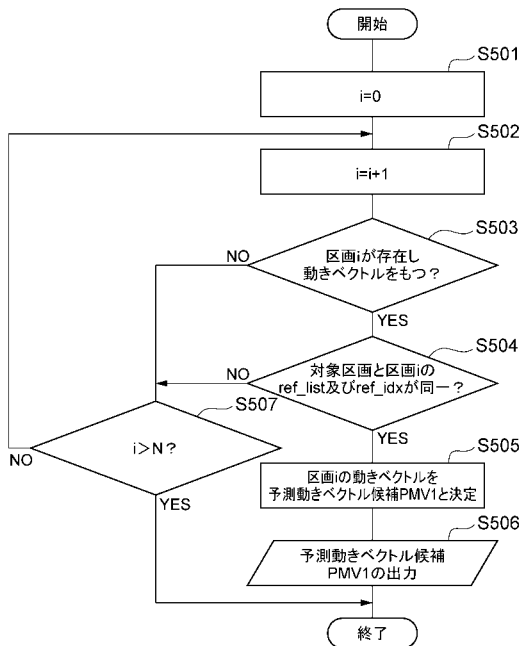 開始
S501
i=0
S502
i=i+1
S503
区画iが存在し
動きベクトルをもつ？
NO
YES
S504
対象区画と区画iの
ref_list及びref_idxが同一？
NO
YES
S507
i>N？
NO
YES
S505
区画iの動きベクトルを
予測動きベクトル候補PMV1と決定
S506
予測動きベクトル候補
PMV1の出力
終了